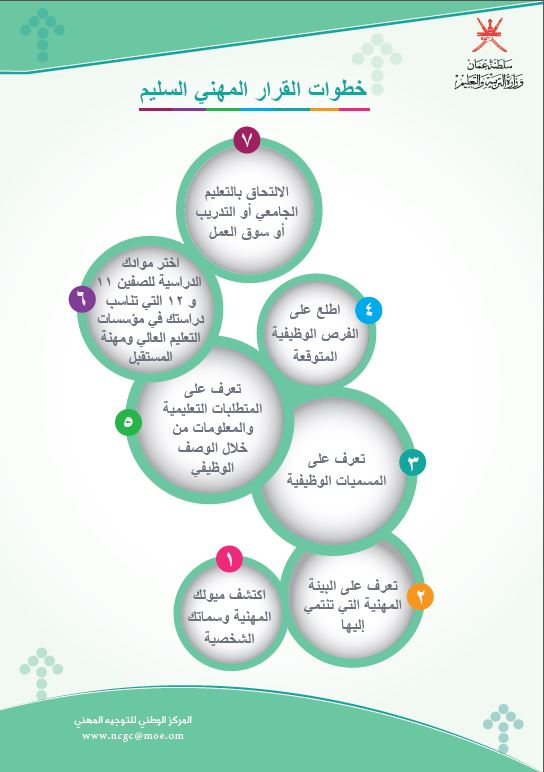 سلطنة عمان
وزارة التربية والتعليم
خطوات القرار المهني السليم
١
اكتشف ميولك
المهنية وسماتك
الشخصية
٢
تعرف على البيئة
المهنية التي تنتمي
إليها
٣
تعرف على
المسميات الوظيفية
٤
اطلع على
الفرص الوظيفية
المتوقعة
٥
تعرف على
المتطلبات التعليمية
والمعلومات من
خلال الوصف
الوظيفي
٦
اختر موادك
الدراسية للصفين ١١
و ١٢ التي تناسب
دراستك في مؤسسات
التعليم العالي ومهنة
المستقبل
٧
الالتحاق بالتعليم
الجامعي أو التدريب
أو سوق العمل
المركز الوطني للتوجيه المهني
www.ncgc@moe.om